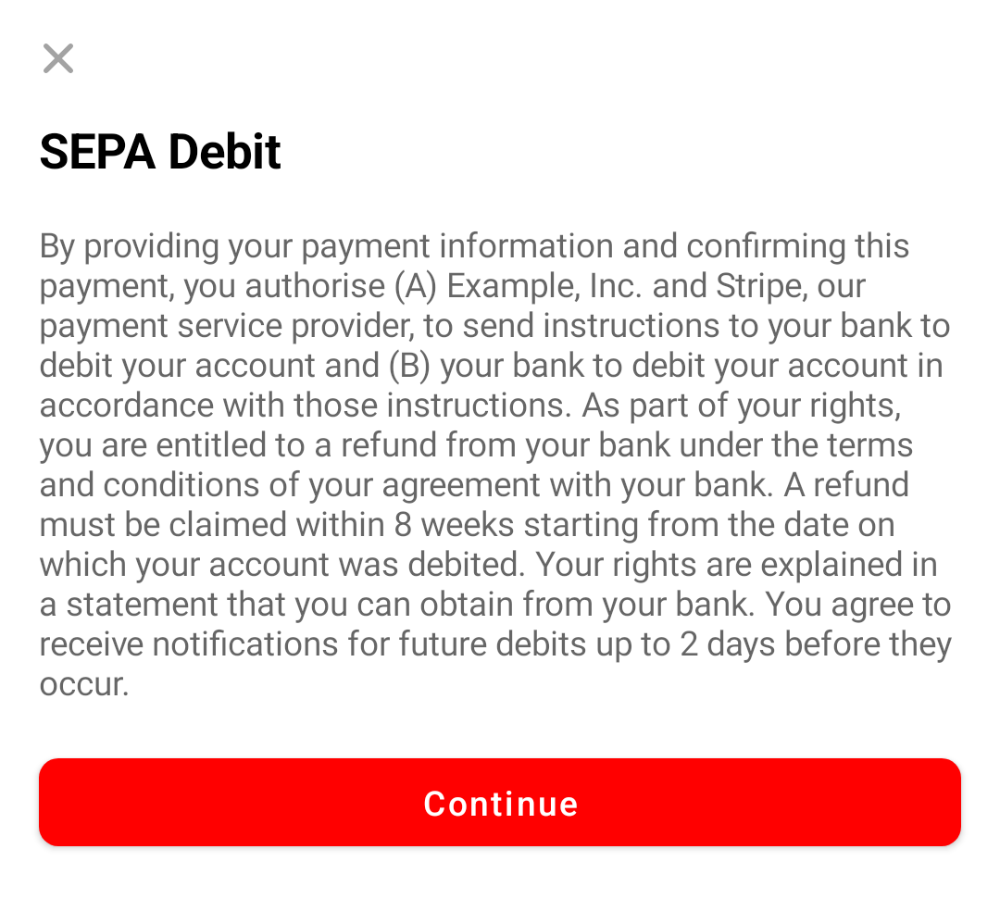 SEPA Debit
By providing your payment information and confirming this
payment, you authorise (A) Example, Inc. and Stripe, our
payment service provider, to send instructions to your bank to
debit your account and (B) your bank to debit your account in
accordance with those instructions. As part of your rights,
you are entitled to a refund from your bank under the terms
and conditions of your agreement with your bank. A refund
must be claimed within 8 weeks starting from the date on
which your account was debited. Your rights are explained in
a statement that you can obtain from your bank. You agree to
receive notifications for future debits up to 2 days before they
occur.
Continue